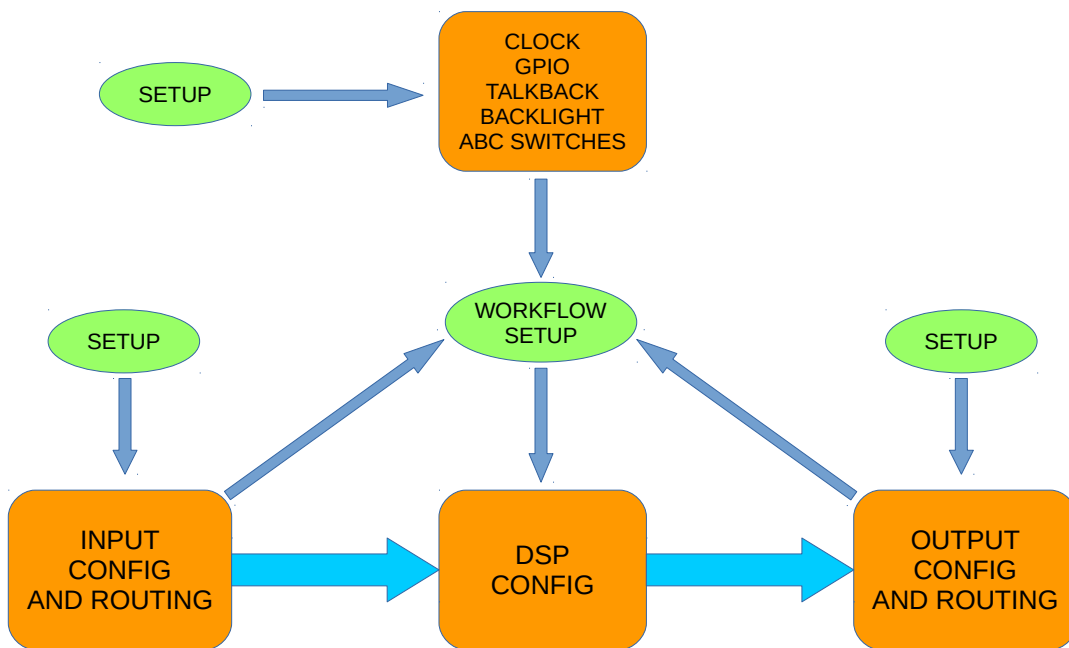 SETUP
CLOCK
GPIO
TALKBACK
BACKLIGHT
ABC SWITCHES
SETUP
WORKFLOW
SETUP
SETUP
INPUT
CONFIG
AND ROUTING
DSP
CONFIG
OUTPUT
CONFIG
AND ROUTING